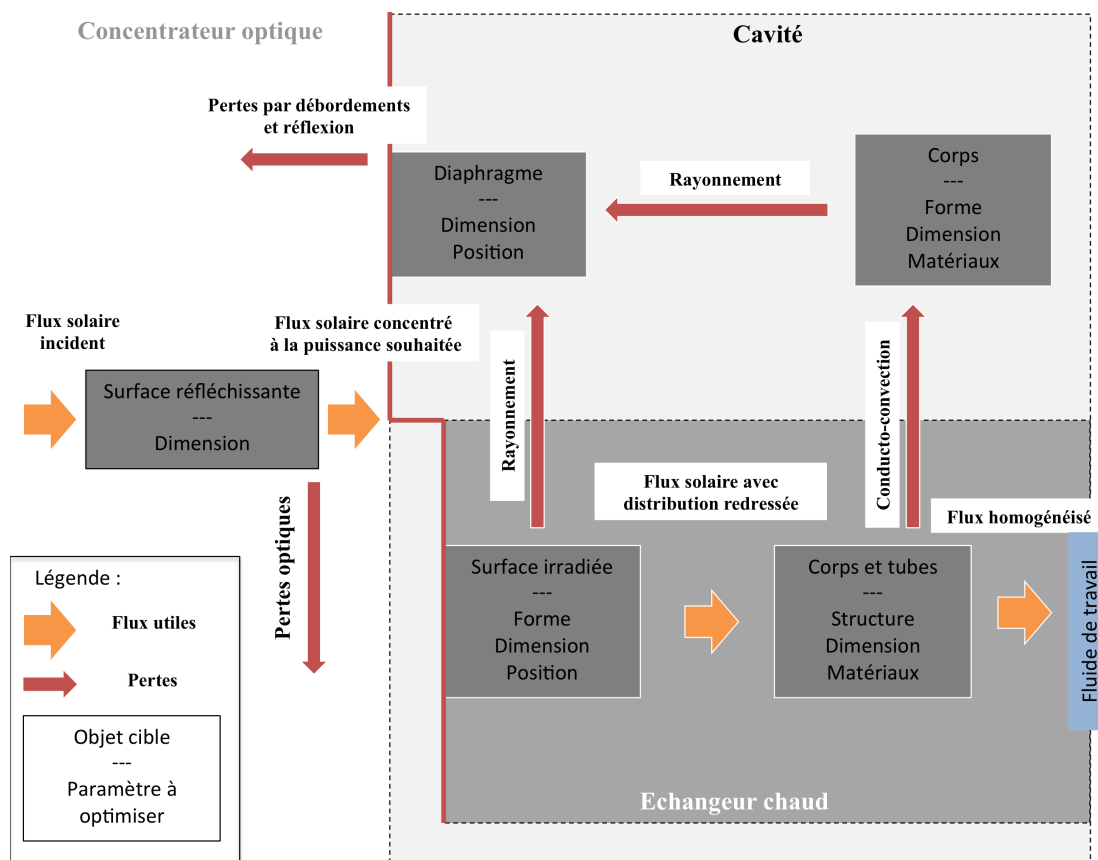 Concentrateur optique
Cavité
Pertes par débordements
et réflexion
Diaphragme
---
Dimension
Position
Rayonnement
Corps
---
Forme
Dimension
Matériaux
Flux solaire
incident
Flux solaire concentré
à la puissance souhaitée
Surface réfléchissante
---
Dimension
Rayonnement
Conducto-convection
Flux solaire avec
distribution redressée
Flux homogénéisé
Pertes optiques
Surface irradiée
---
Forme
Dimension
Position
Corps et tubes
---
Structure
Dimension
Matériaux
Fluide de travail
Echangeur chaud
Légende :
Flux utiles
Pertes
Objet cible
---
Paramètre à
optimiser